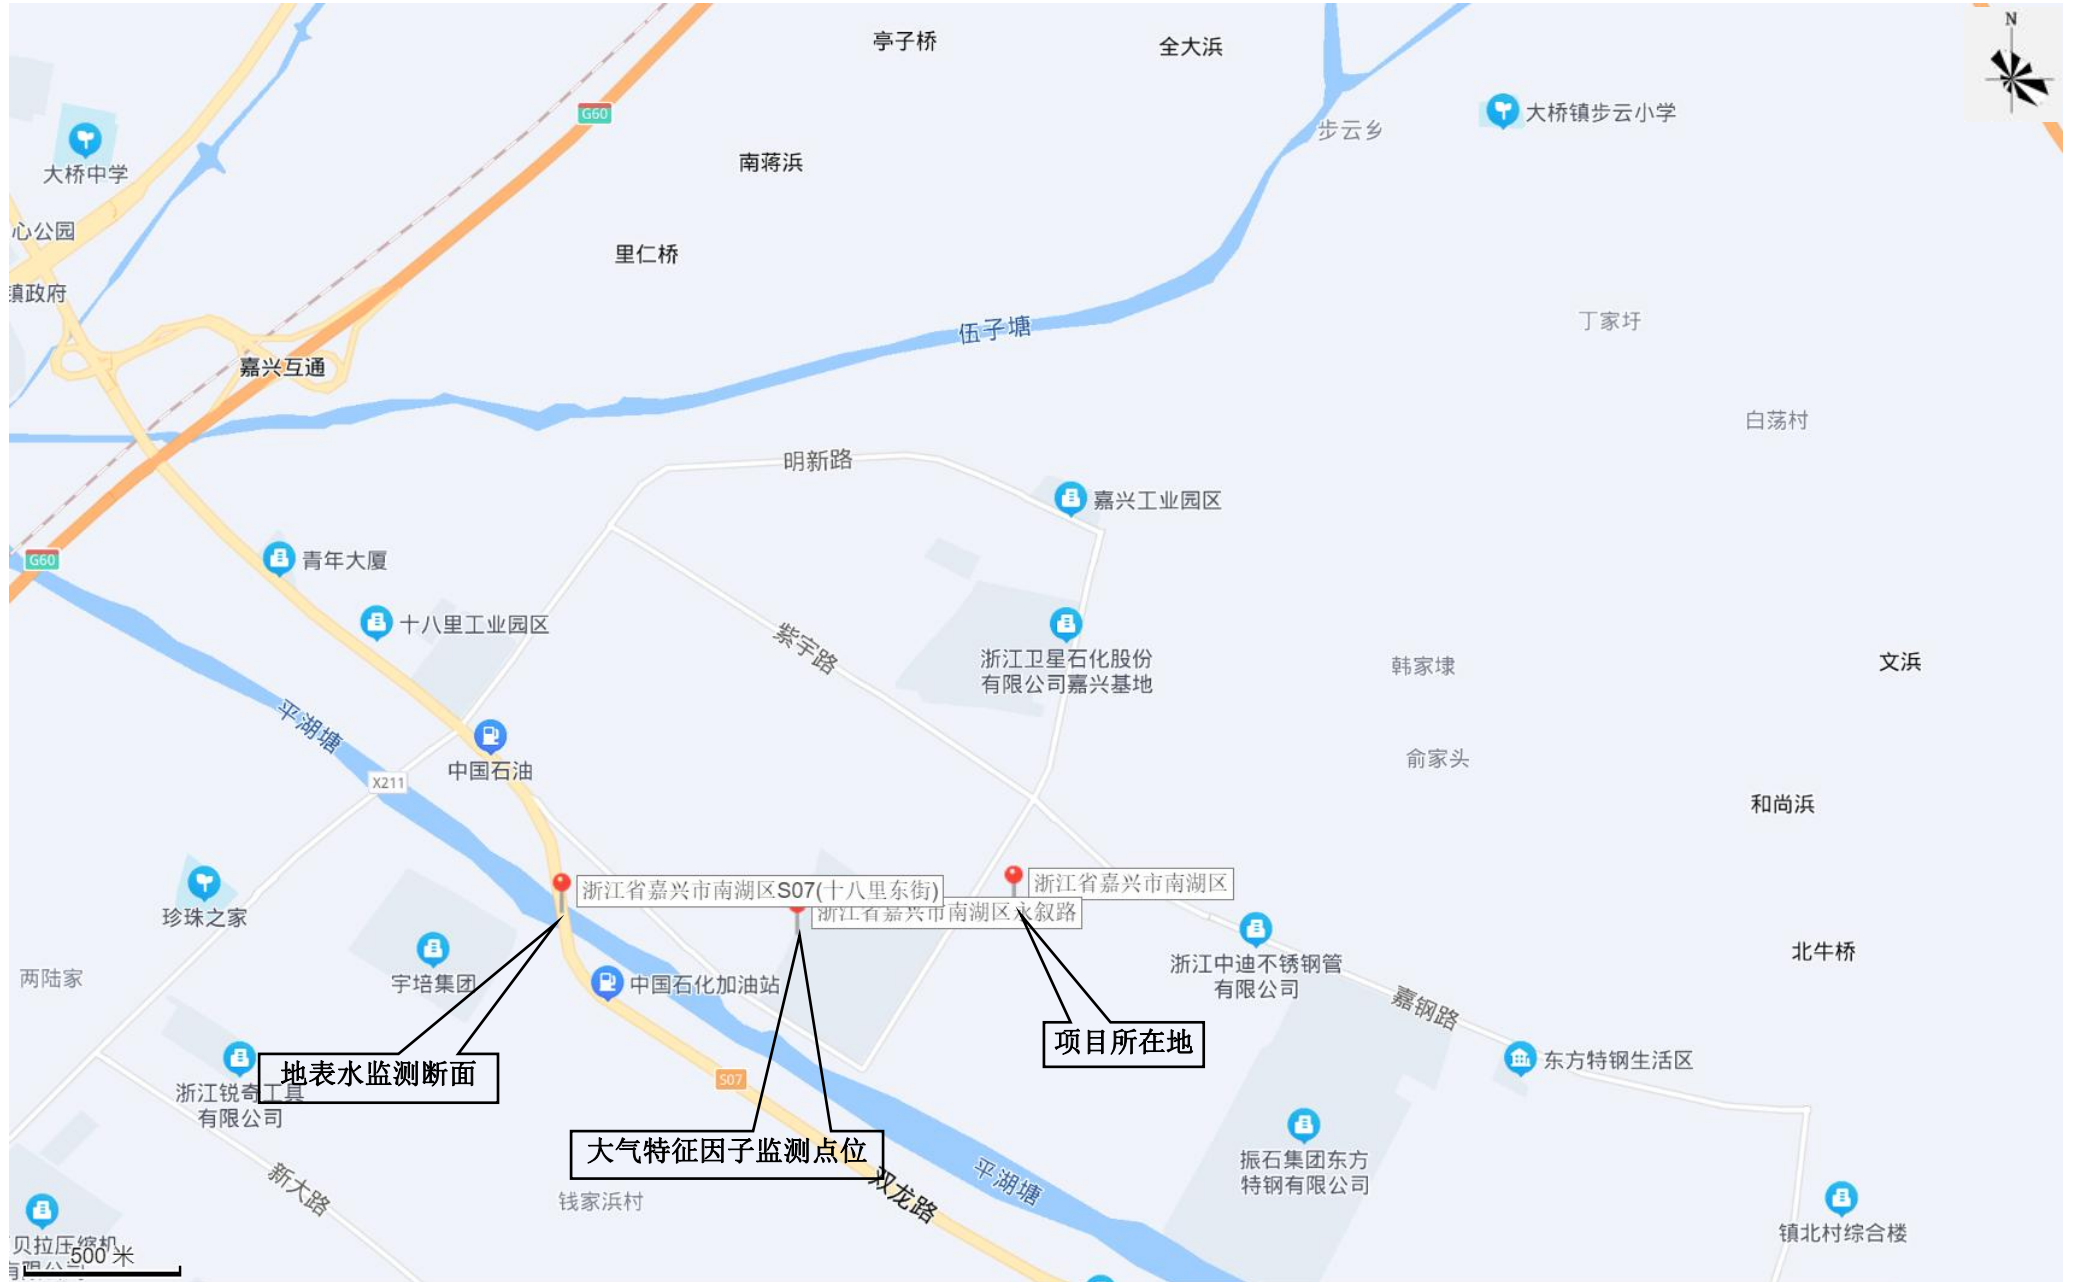 N
亭子桥
全大浜
G60
步云乡
大桥镇步云小学
大桥中学
南蒋浜
心公园
里仁桥
镇政府
伍子塘
丁家圩
嘉兴互通
白荡村
明新路
嘉兴工业园区
G60
青年大厦
十八里工业园区
紫宇路
浙江卫星石化股份
有限公司嘉兴基地
韩家埭
文浜
平湖塘
俞家头
中国石油
X211
和尚浜
浙江省嘉兴市南湖区S07(十八里东街)
浙江省嘉兴市南湖区
浙江省嘉兴市南湖区永叙路
珍珠之家
浙江中迪不锈钢管
有限公司
北牛桥
两陆家
宇培集团
中国石化加油站
嘉钢路
项目所在地
东方特钢生活区
地表水监测断面
浙江锐奇工具
有限公司
S07
大气特征因子监测点位
振石集团东方
特钢有限公司
新大路
钱家浜村
双龙路
平湖塘
镇北村综合楼
贝拉压缩机
有限公司
500 米